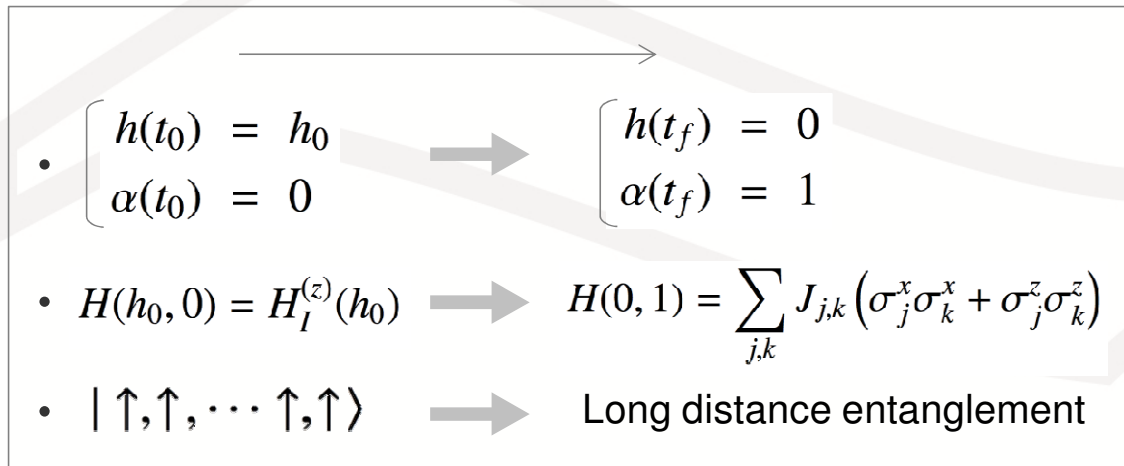 h(t₀) = h₀ h(t_f) = 0
• α(t₀) = 0 α(t_f) = 1
• H(h₀, 0) = H_I^{(z)}(h₀) H(0, 1) = ∑_{j,k} J_{j,k} (σ_j^x σ_k^x + σ_j^z σ_k^z)
• | ↑,↑, ⋯ ↑,↑⟩ Long distance entanglement